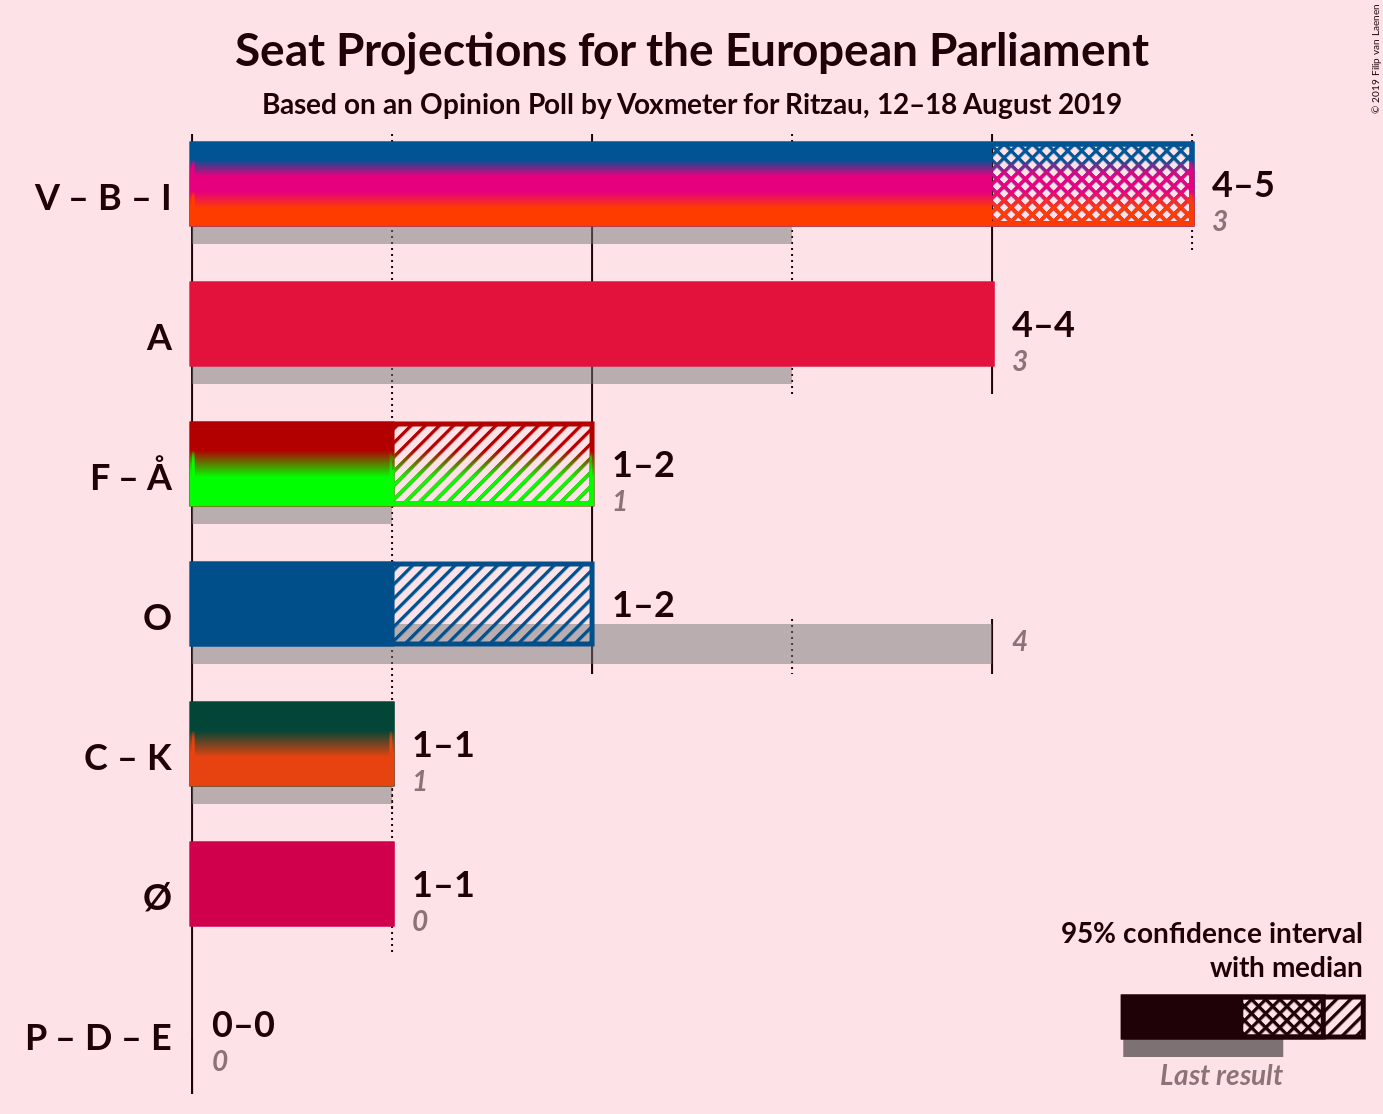 Seat Projections for the European Parliament
Based on an Opinion Poll by Voxmeter for Ritzau, 12–18 August 2019
© 2019 Filip van Laenen
V – B – I
4–5
3
A
4–4
3
F – Å
1–2
1
O
1–2
4
C – K
1–1
1
Ø
1–1
0
P – D – E
0–0
0
95% confidence interval
with median
Last result